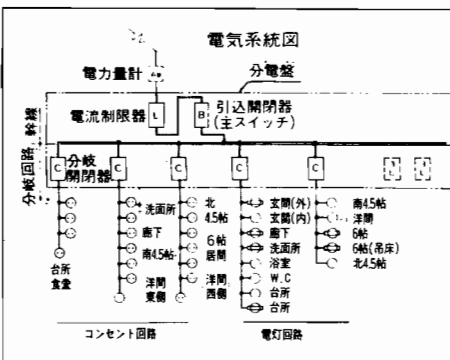 電気系統図
電力量計
分電盤
電流制限器
L
B
引込開閉器
(主スイッチ)
幹線
分岐回路
C
分岐
開閉器
C
C
C
C
台所
食堂
洗面所
廊下
南4.5帖
洋間
東側
北
4.5帖
6帖
居間
洋間
西側
玄関(外)
玄関(内)
廊下
洗面所
浴室
W.C
台所
台所
南4.5帖
洋間
6帖
6帖(吊床)
北4.5帖
コンセント回路
電灯回路